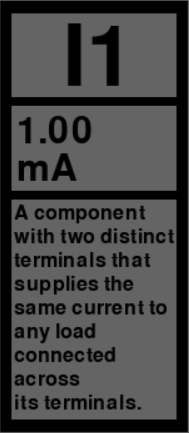 I1
1.00
mA
A component
with two distinct
terminals that
supplies the
same current to
any load
connected
across
its terminals.